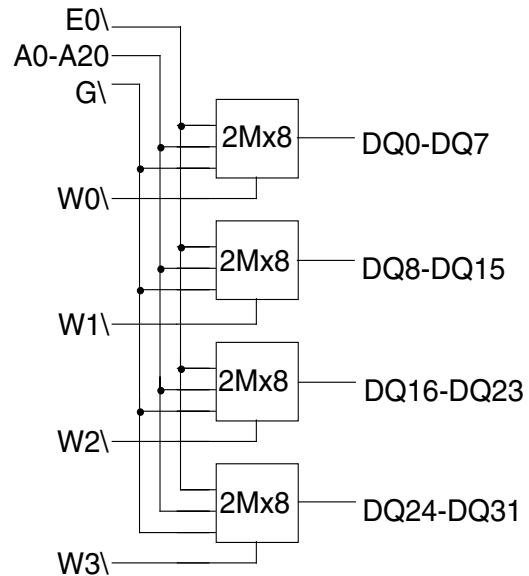 E0\
A0-A20
G\
2Mx8
DQ0-DQ7
W0\
2Mx8
DQ8-DQ15
W1\
2Mx8
DQ16-DQ23
W2\
2Mx8
DQ24-DQ31
W3\